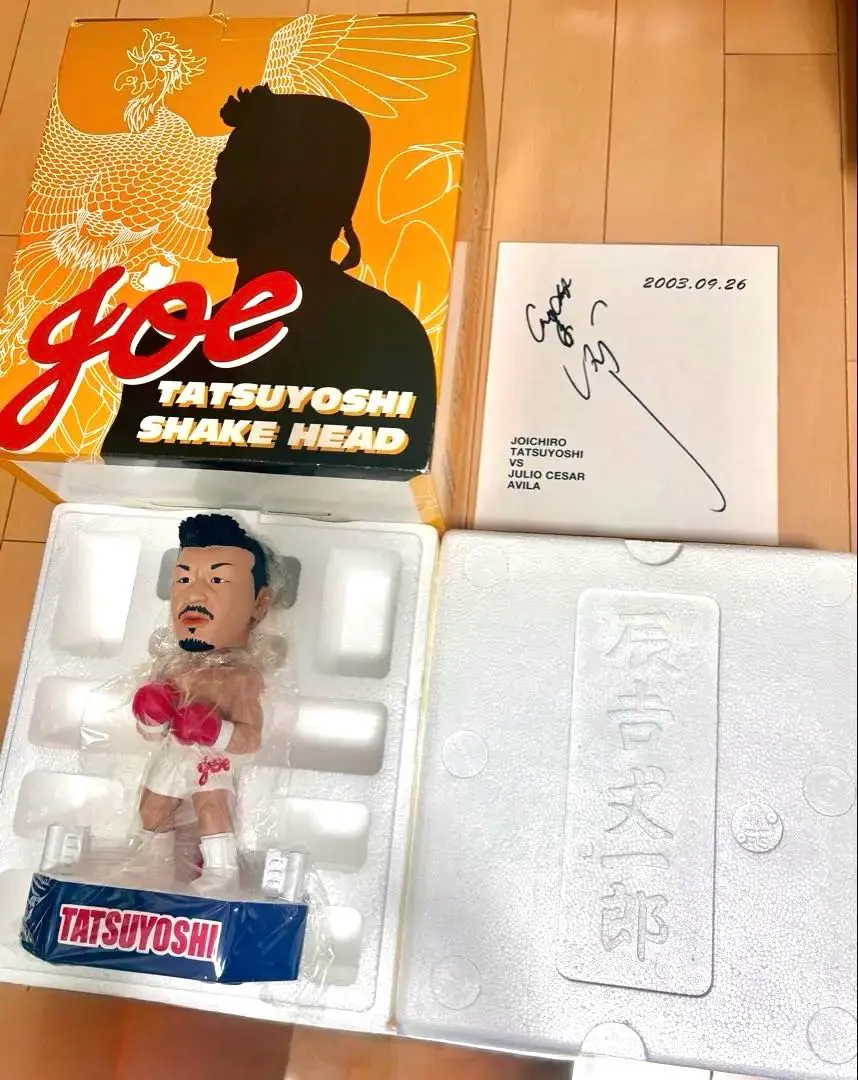 joe
TATSUYOSHI
SHAKE HEAD
2003.09.26
JOICHIRO
TATSUYOSHI
VS
JULIO CESAR
AVILA
joe
TATSUYOSHI
辰吉丈一郎